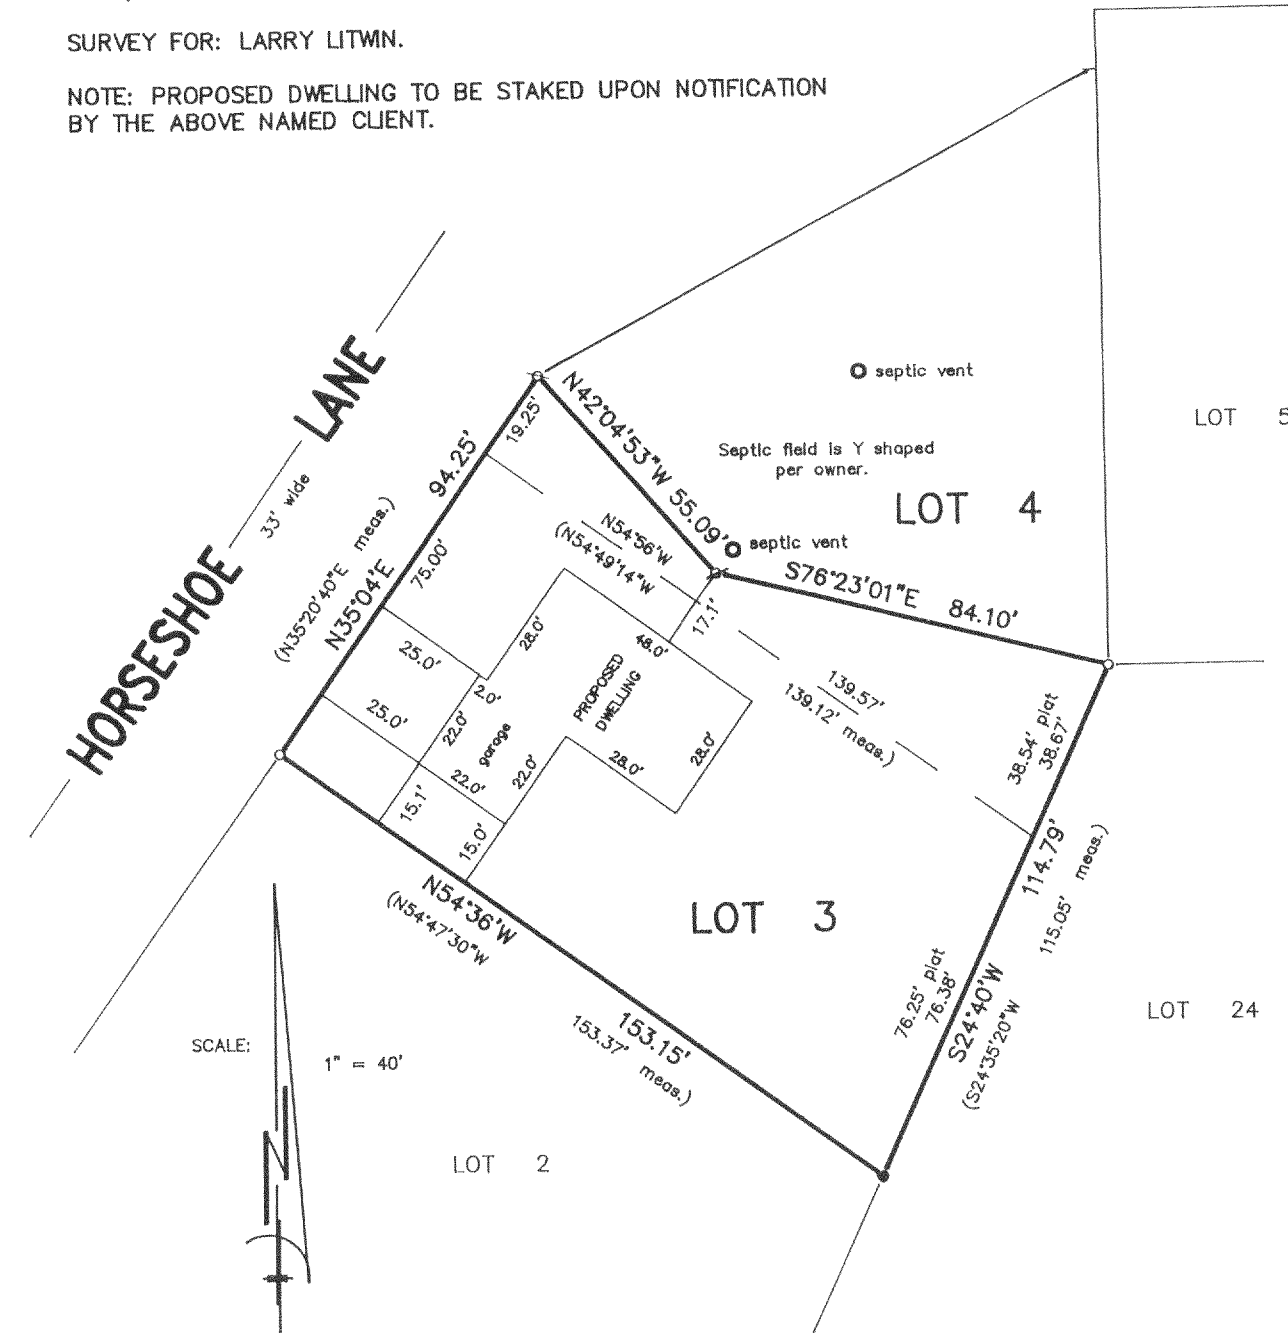 SURVEY FOR: LARRY LITWIN.
NOTE: PROPOSED DWELLING TO BE STAKED UPON NOTIFICATION
BY THE ABOVE NAMED CLIENT.
HORSESHOE LANE
33' wide
N35°04'E 94.25'
(N35°20'40"E meas.)
19.25'
75.00'
N42°04'53"W 55.09'
septic vent
Septic field is Y shaped
per owner.
LOT 4
LOT 5
septic vent
S76°23'01"E 84.10'
N54°56'W
(N54°49'14"W
139.57'
139.12' meas.)
17.1'
25.0'
25.0'
28.0'
48.0'
2.0'
22.0'
garage
22.0'
22.0'
PROPOSED
DWELLING
28.0'
28.0'
15.1'
15.0'
38.54' plat
38.67'
S24°40'W 114.79'
(S24°35'20"W 115.05' meas.)
76.25' plat
76.38'
LOT 3
N54°36'W 153.15'
(N54°47'30"W 153.37' meas.)
LOT 24
SCALE:
1" = 40'
N
LOT 2